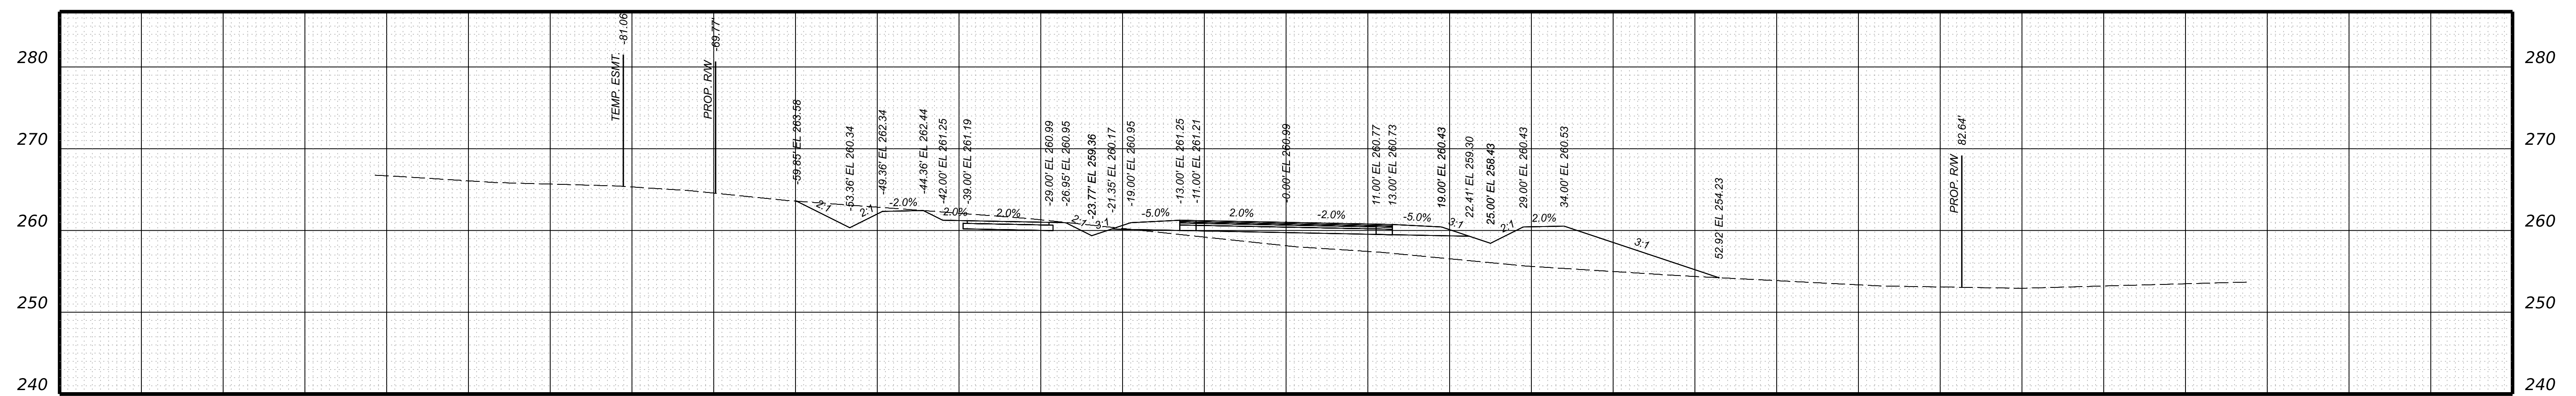 280
270
260
250
240
TEMP. ESMT. -81.06'
PROP. R/W -69.77'
-59.85' EL 263.58
2:1
-53.36' EL 260.34
2:1
-49.36' EL 262.34
-2.0%
-44.36' EL 262.44
-42.00' EL 261.25
2.0%
-39.00' EL 261.19
2.0%
-29.00' EL 260.99
-26.95' EL 260.95
2:1
-23.77' EL 259.36
3:1
-21.35' EL 260.17
-19.00' EL 260.95
-5.0%
-13.00' EL 261.25
-11.00' EL 261.21
2.0%
-0.00' EL 260.99
-2.0%
11.00' EL 260.77
13.00' EL 260.73
-5.0%
19.00' EL 260.43
3:1
22.41' EL 259.30
25.00' EL 258.43
2:1
29.00' EL 260.43
2.0%
34.00' EL 260.53
3:1
52.92 EL 254.23
PROP. R/W 82.64'
280
270
260
250
240